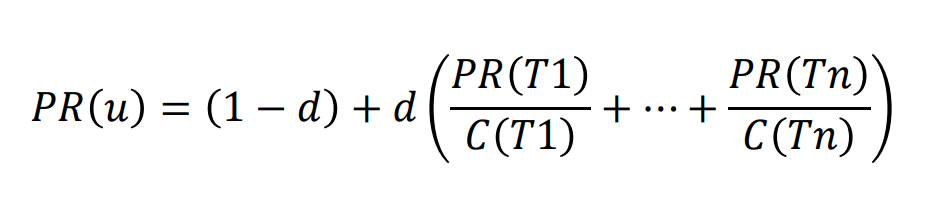 PR(u) = (1 − d) + d (PR(T1)/C(T1) + ⋯ + PR(Tn)/C(Tn))